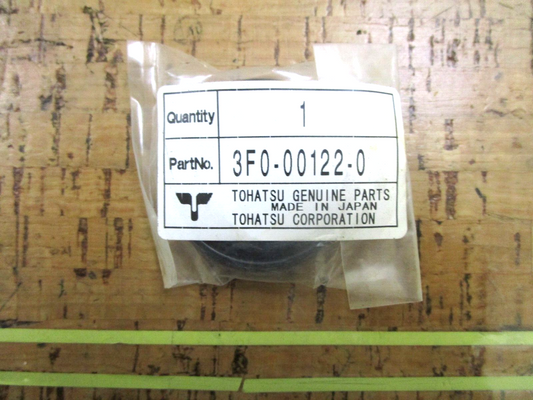 Quantity 1
PartNo. 3F0-00122-0
TOHATSU GENUINE PARTS
MADE IN JAPAN
TOHATSU CORPORATION